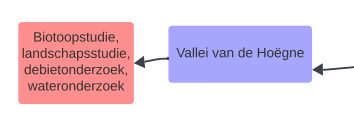 Biotoopstudie,
landschapsstudie,
debietonderzoek,
wateronderzoek
Vallei van de Hoëgne